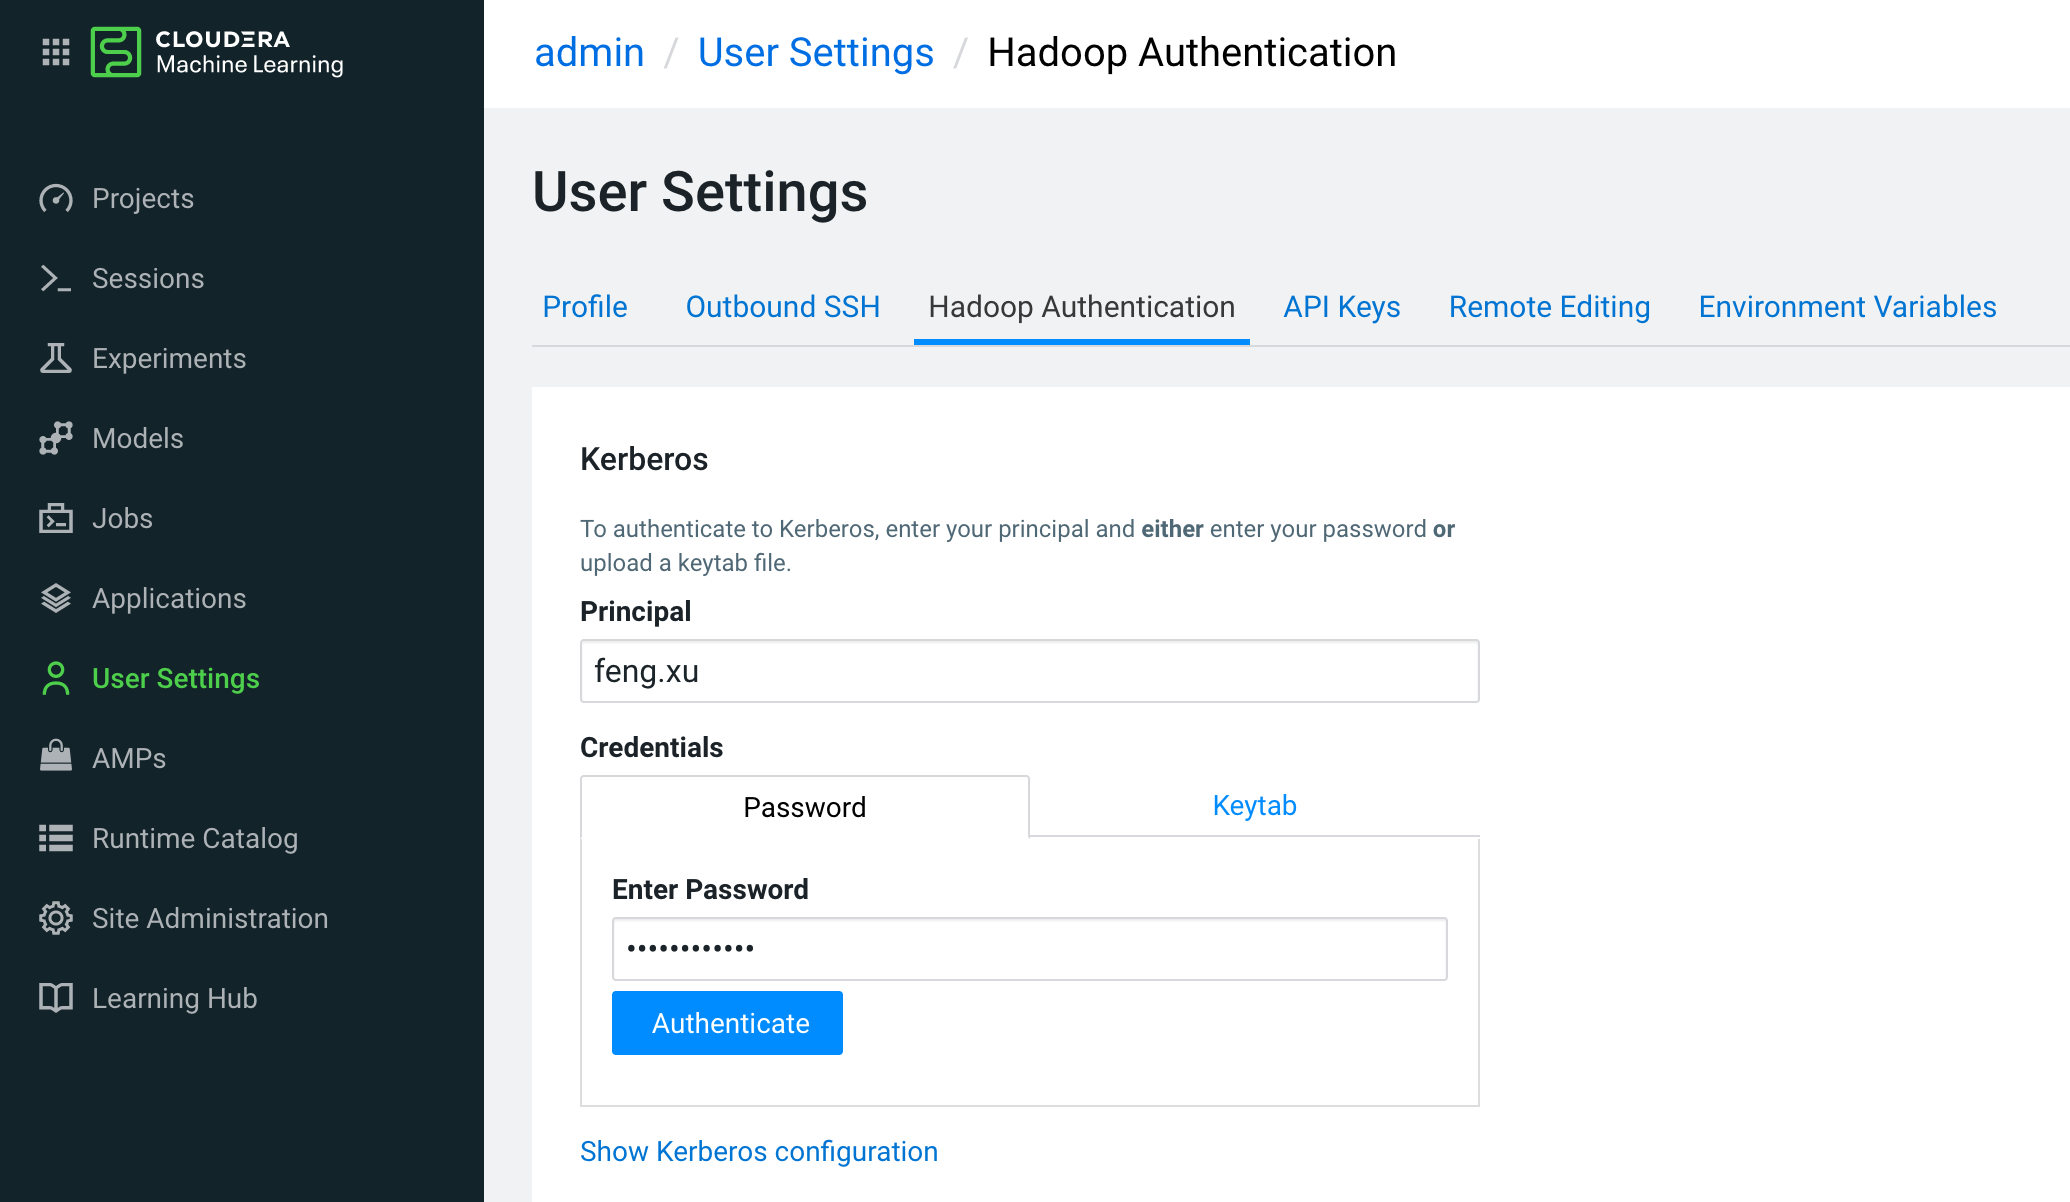 CLOUDERA
Machine Learning
Projects
Sessions
Experiments
Models
Jobs
Applications
User Settings
AMPs
Runtime Catalog
Site Administration
Learning Hub
admin / User Settings / Hadoop Authentication
User Settings
Profile Outbound SSH Hadoop Authentication API Keys Remote Editing Environment Variables
Kerberos
To authenticate to Kerberos, enter your principal and either enter your password or
upload a keytab file.
Principal
feng.xu
Credentials
Password Keytab
Enter Password
••••••••••••
Authenticate
Show Kerberos configuration